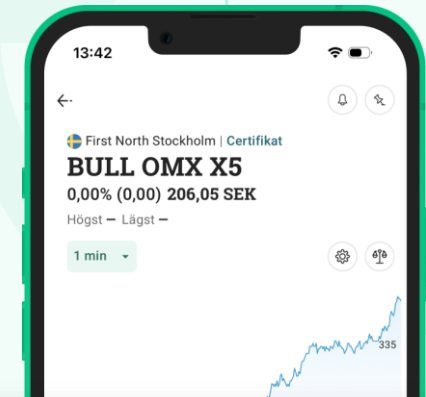 13:42
First North Stockholm | Certifikat
BULL OMX X5
0,00% (0,00) 206,05 SEK
Högst – Lägst –
1 min
335